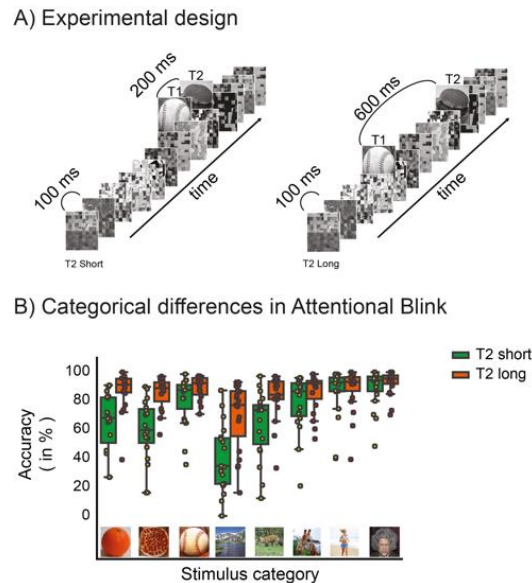 A) Experimental design
200 ms
T1
T2
100 ms
time
T2 Short
600 ms
T2
T1
100 ms
time
T2 Long
B) Categorical differences in Attentional Blink
T2 short
T2 long
Accuracy
( in % )
100
80
60
40
20
0
Stimulus category